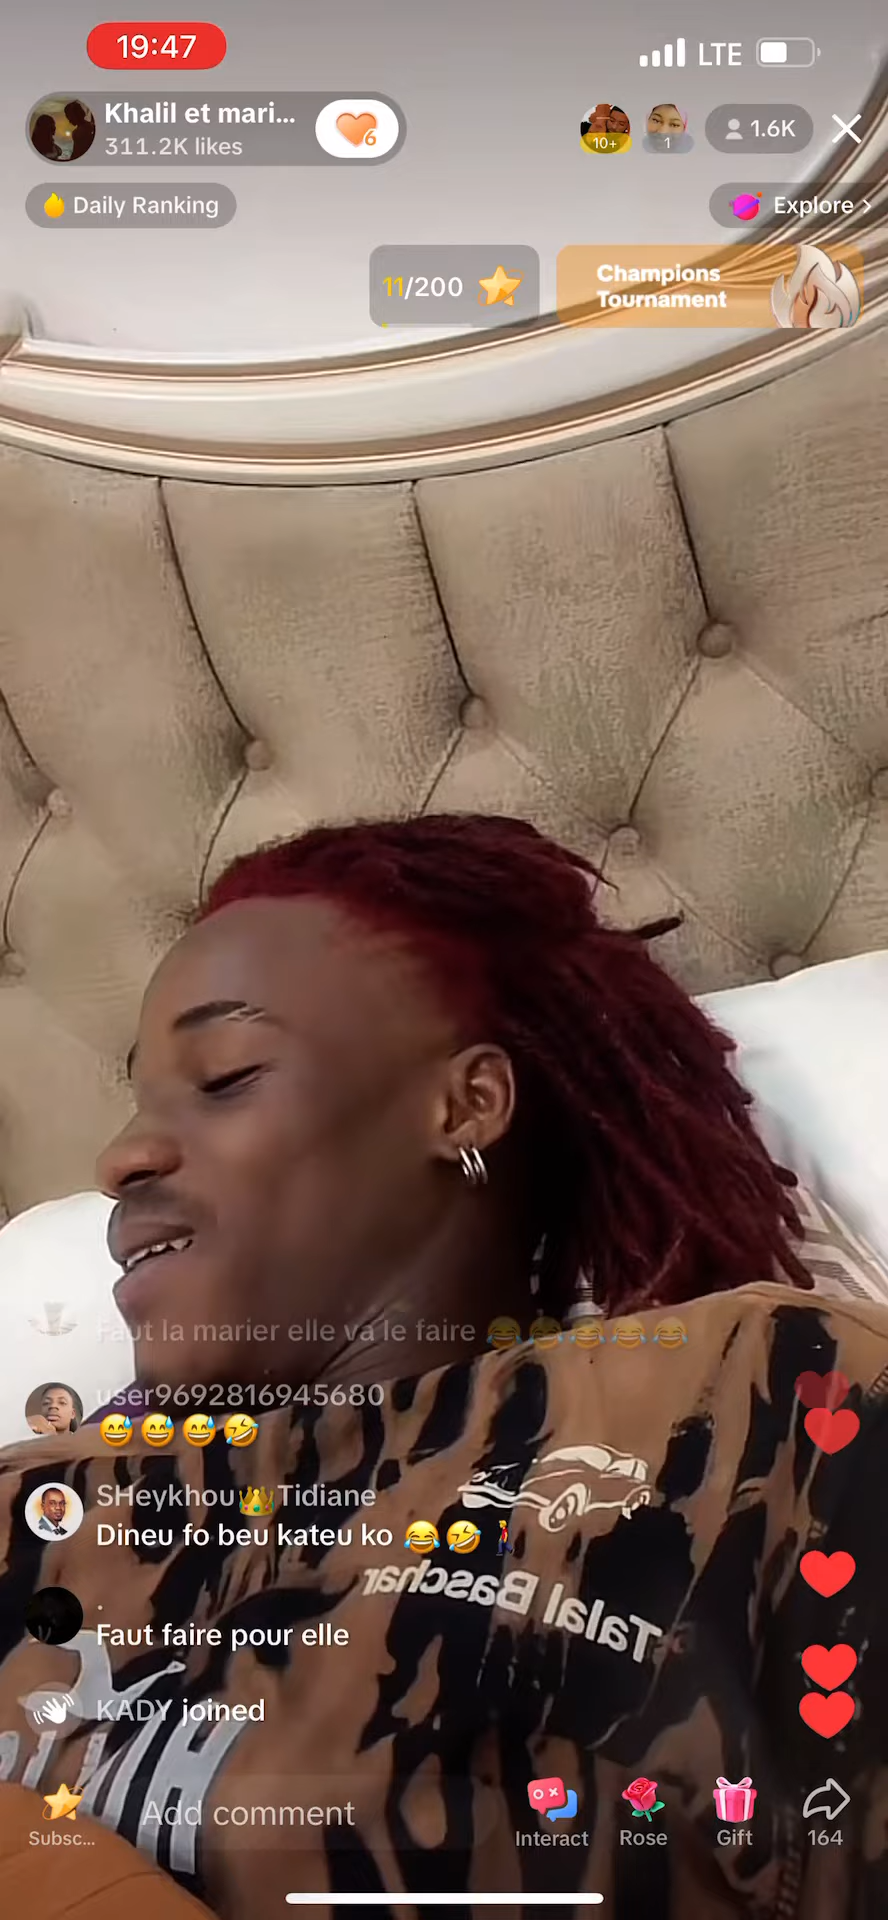 19:47
LTE
Khalil et mari...
311.2K likes
6
10+
1
1.6K
Daily Ranking
Explore >
11/200
Champions
Tournament
Faut la marier elle va le faire 😂😂😂😂😂
user9692816945680
😅😅😅🤣
SHeykhou👑Tidiane
Dineu fo beu kateu ko 😂🤣🚶
.
Faut faire pour elle
KADY joined
Talal Baschar
Add comment
Subsc...
Interact
Rose
Gift
164